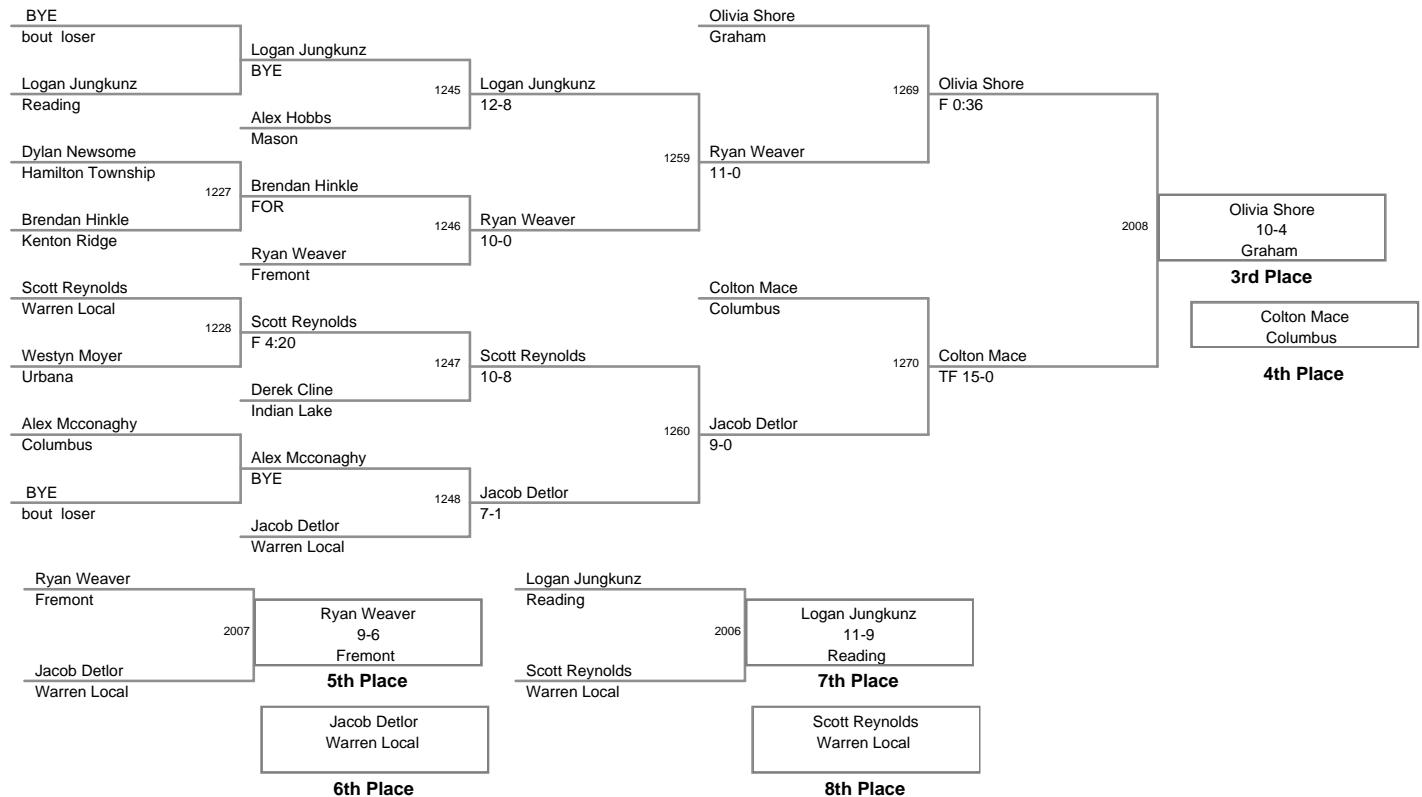 BYE
bout loser
Logan Jungkunz
Reading
Dylan Newsome
Hamilton Township
1227
Brendan Hinkle
Kenton Ridge
Scott Reynolds
Warren Local
1228
Westyn Moyer
Urbana
Alex Mcconaghy
Columbus
BYE
bout loser
Logan Jungkunz
BYE
1245
Alex Hobbs
Mason
Brendan Hinkle
FOR
1246
Ryan Weaver
Fremont
Scott Reynolds
F 4:20
1247
Derek Cline
Indian Lake
Alex Mcconaghy
BYE
1248
Jacob Detlor
Warren Local
Logan Jungkunz
12-8
1259
Ryan Weaver
10-0
Scott Reynolds
10-8
1260
Jacob Detlor
7-1
Olivia Shore
Graham
1269
Ryan Weaver
11-0
Colton Mace
Columbus
1270
Jacob Detlor
9-0
Olivia Shore
F 0:36
2008
Colton Mace
TF 15-0
Olivia Shore
10-4
Graham
3rd Place
Colton Mace
Columbus
4th Place
Ryan Weaver
Fremont
2007
Jacob Detlor
Warren Local
Ryan Weaver
9-6
Fremont
5th Place
Jacob Detlor
Warren Local
6th Place
Logan Jungkunz
Reading
2006
Scott Reynolds
Warren Local
Logan Jungkunz
11-9
Reading
7th Place
Scott Reynolds
Warren Local
8th Place